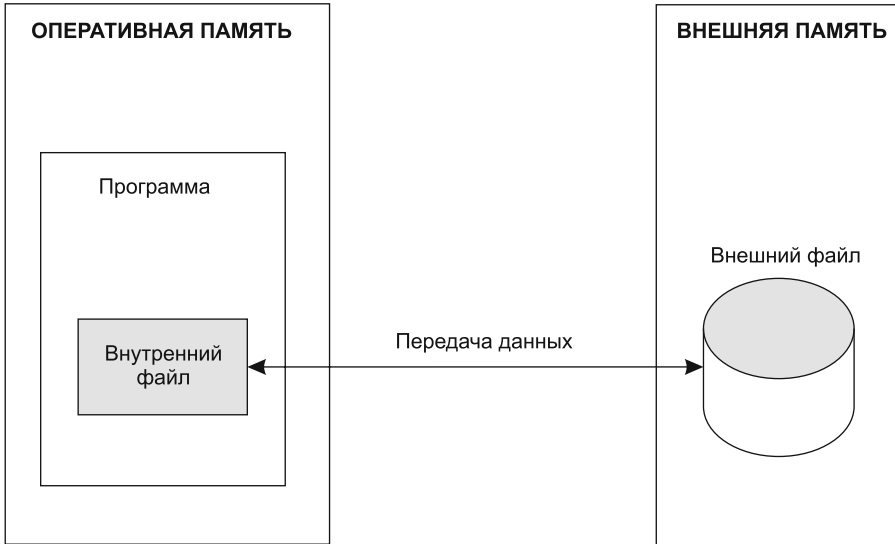 ОПЕРАТИВНАЯ ПАМЯТЬ
ВНЕШНЯЯ ПАМЯТЬ
Программа
Внешний файл
Передача данных
Внутренний
файл